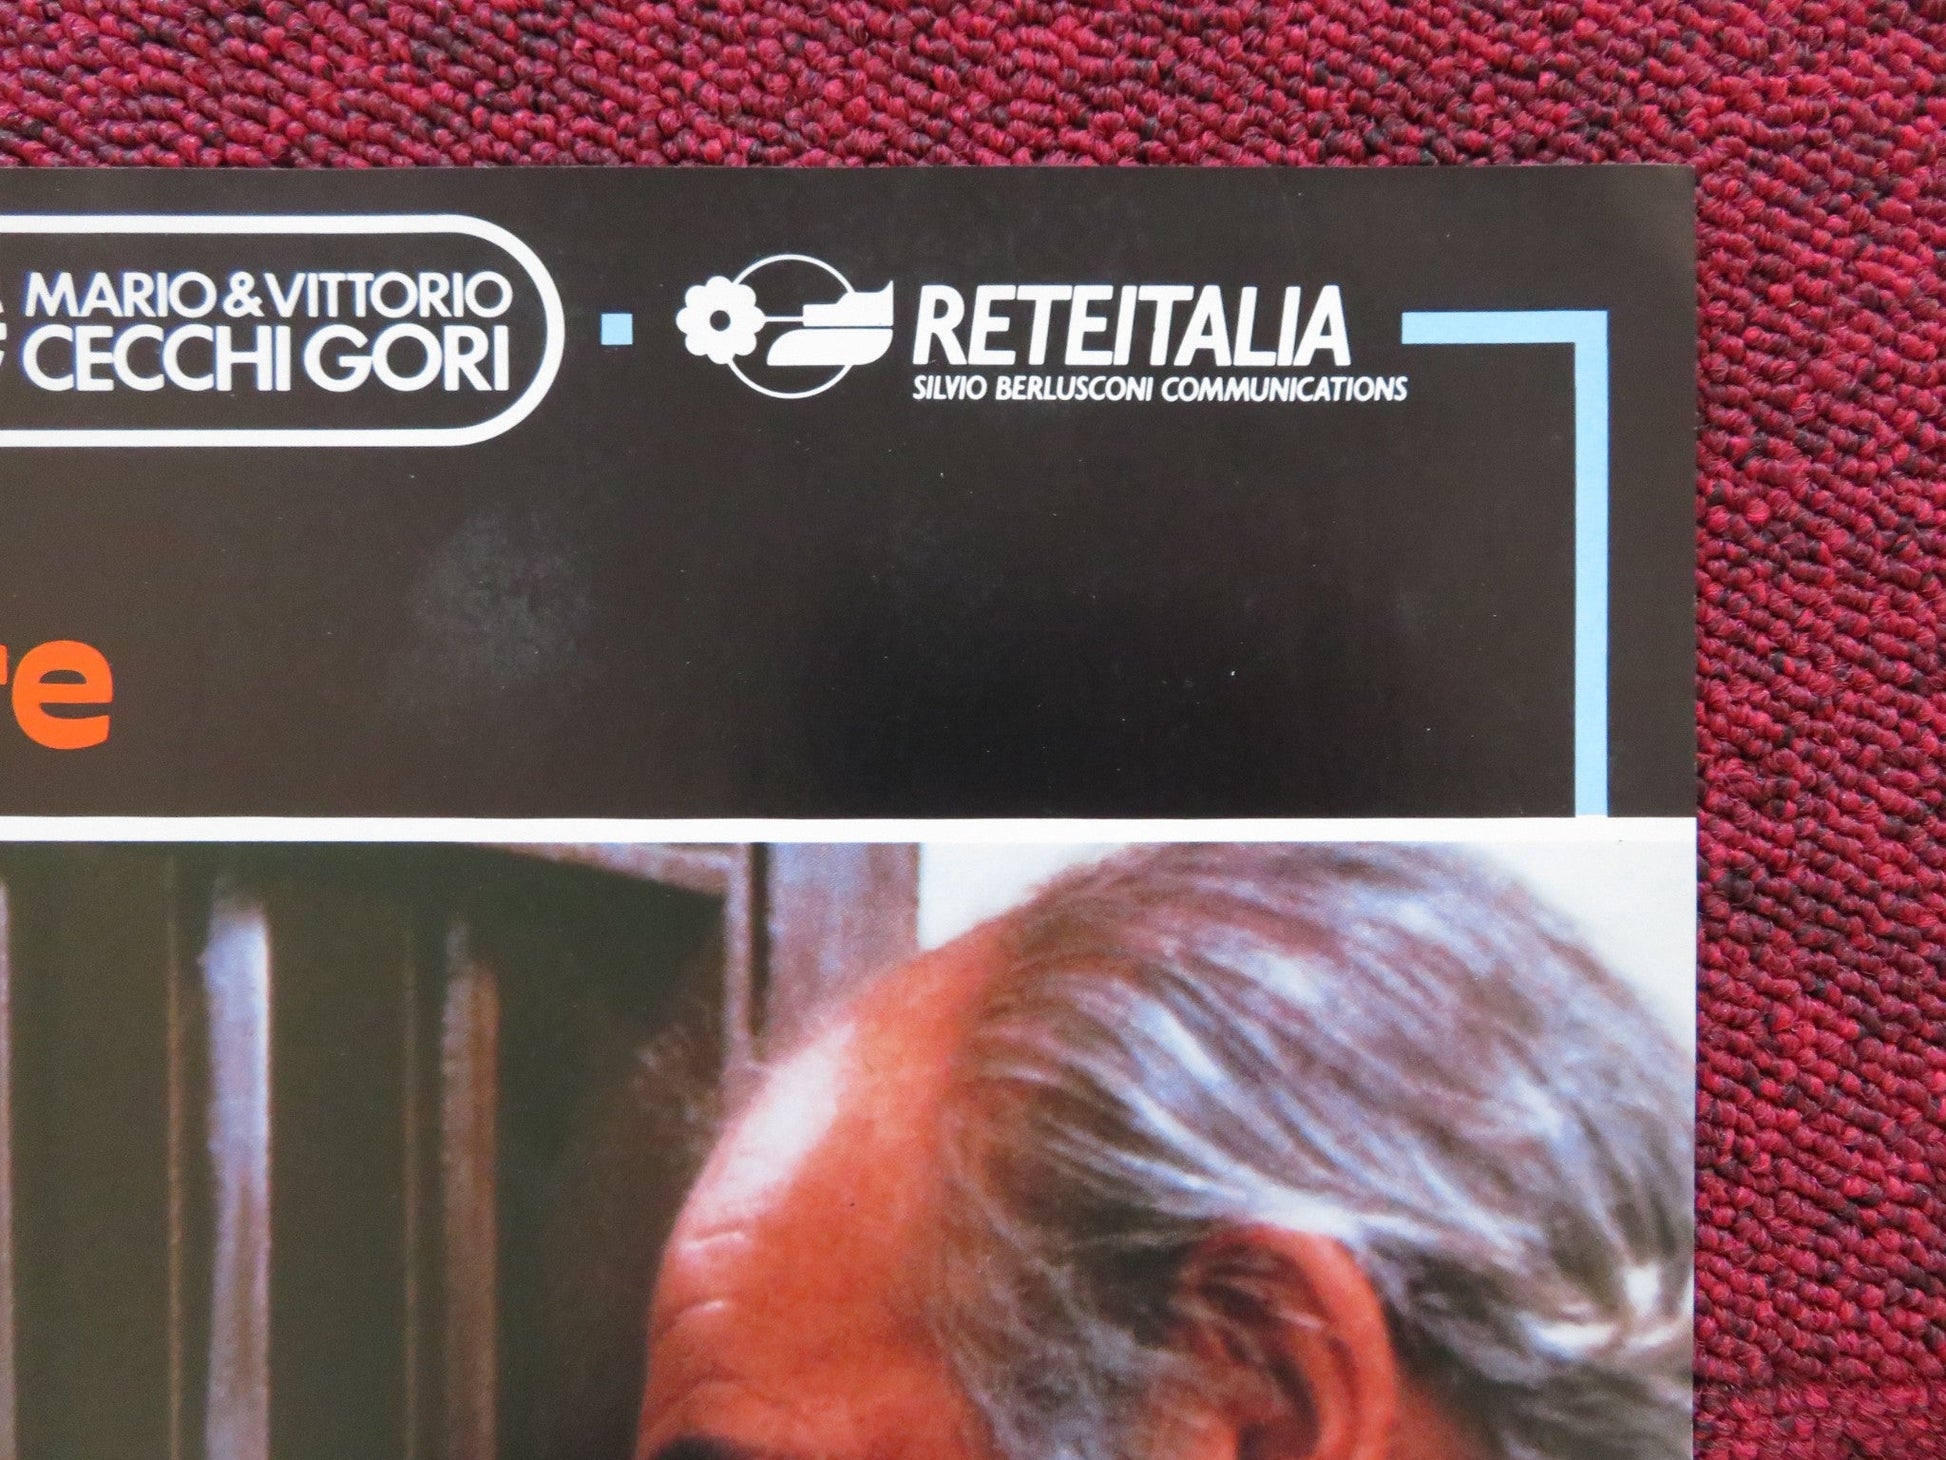 MARIO & VITTORIO
CECCHI GORI
RETEITALIA
SILVIO BERLUSCONI COMMUNICATIONS
re